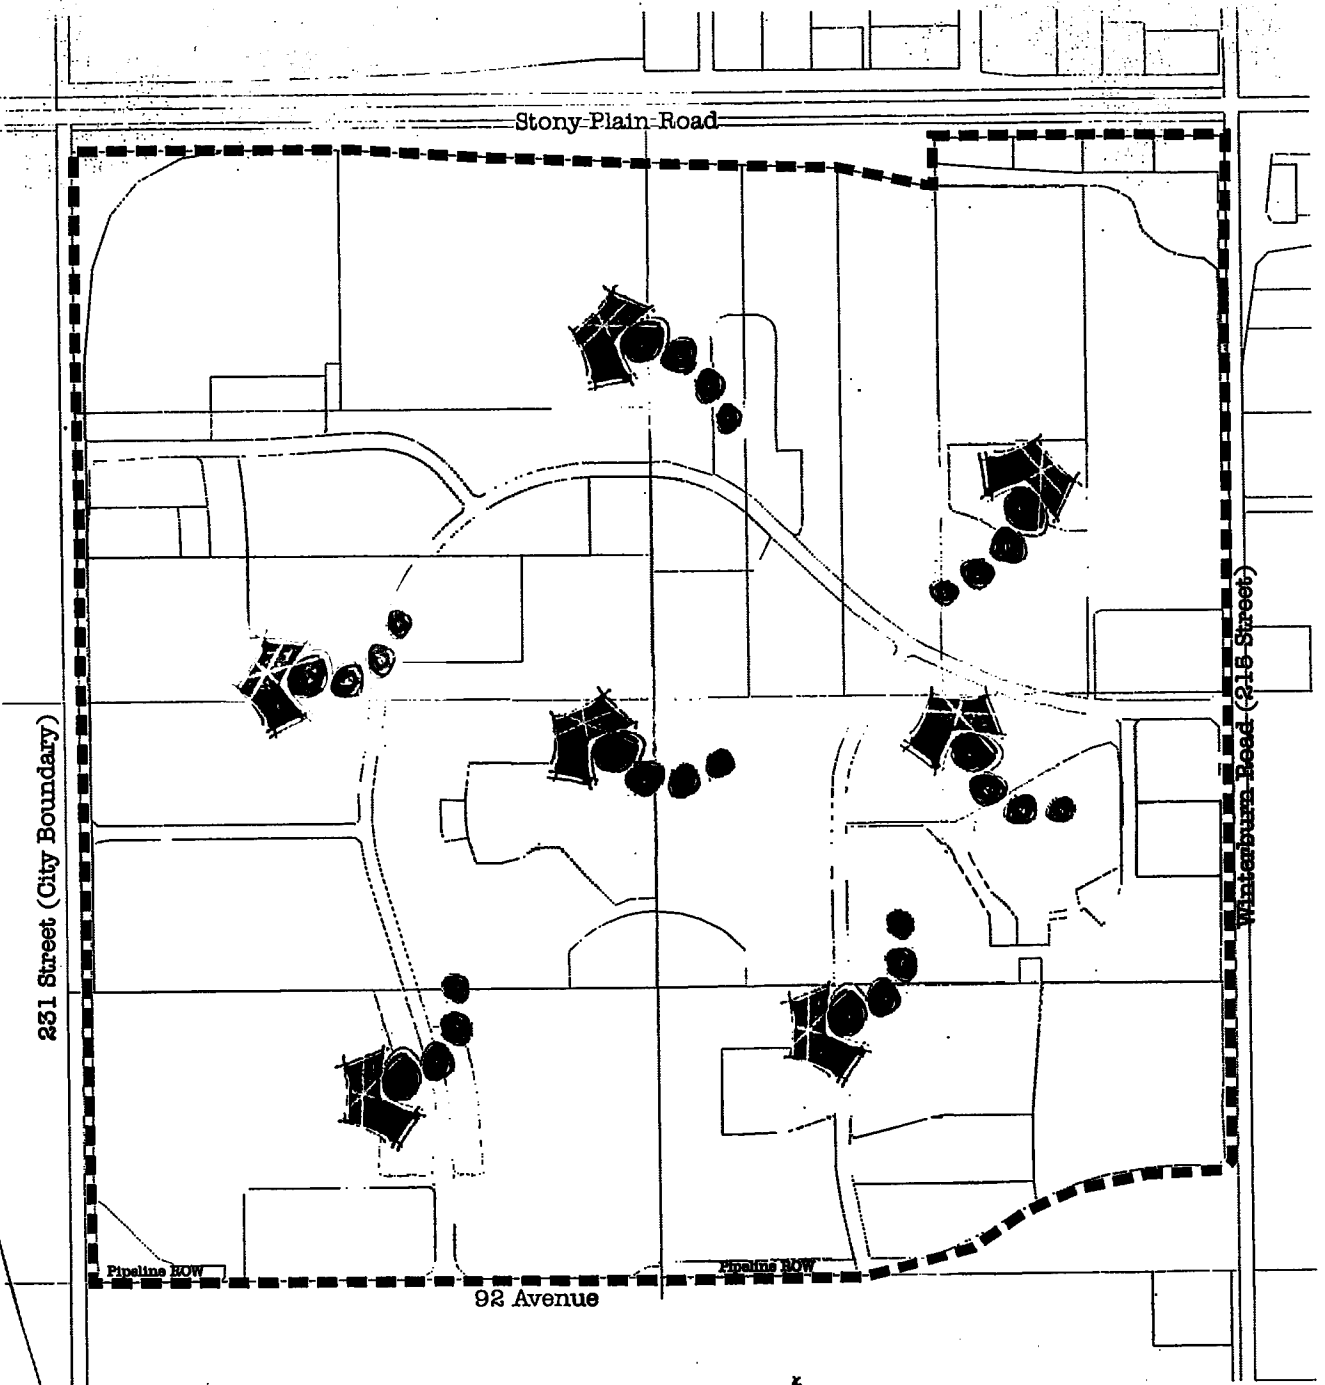 Stony Plain Road
231 Street (City Boundary)
Winterburn Road (215 Street)
Pipeline ROW
Pipeline ROW
92 Avenue